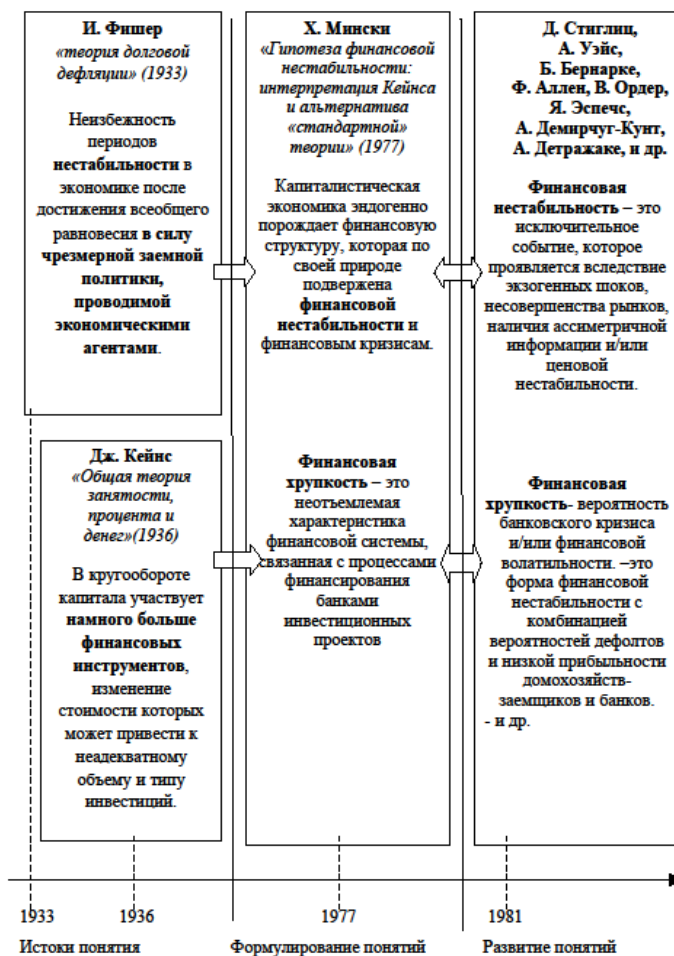 И. Фишер
«теория долговой
дефляции» (1933)
Неизбежность
периодов
нестабильности в
экономике после
достижения всеобщего
равновесия в силу
чрезмерной заемной
политики,
проводимой
экономическими
агентами.
Дж. Кейнс
«Общая теория
занятости,
процента и
денег»(1936)
В кругообороте
капитала участвует
намного больше
финансовых
инструментов,
изменение
стоимости которых
может привести к
неадекватному
объему и типу
инвестиций.
Х. Мински
«Гипотеза финансовой
нестабильности:
интерпретация Кейнса
и альтернатива
«стандартной»
теории» (1977)
Капиталистическая
экономика эндогенно
порождает финансовую
структуру, которая по
своей природе
подвержена
финансовой
нестабильности и
финансовым кризисам.
Финансовая
хрупкость – это
неотъемлемая
характеристика
финансовой системы,
связанная с процессами
финансирования
банками
инвестиционных
проектов
Д. Стиглиц,
А. Уэйс,
Б. Бернарке,
Ф. Аллен, В. Ордер,
Я. Эспечс,
А. Демирчуг-Кунт,
А. Детражаке, и др.
Финансовая
нестабильность – это
исключительное
событие, которое
проявляется вследствие
экзогенных шоков,
несовершенства рынков,
наличия ассиметричной
информации и/или
ценовой
нестабильности.
Финансовая
хрупкость- вероятность
банковского кризиса
и/или финансовой
волатильности. –это
форма финансовой
нестабильности с
комбинацией
вероятностей дефолтов
и низкой прибыльности
домохозяйств-
заемщиков и банков.
- и др.
1933 1936 1977 1981
Истоки понятия Формулирование понятий Развитие понятий